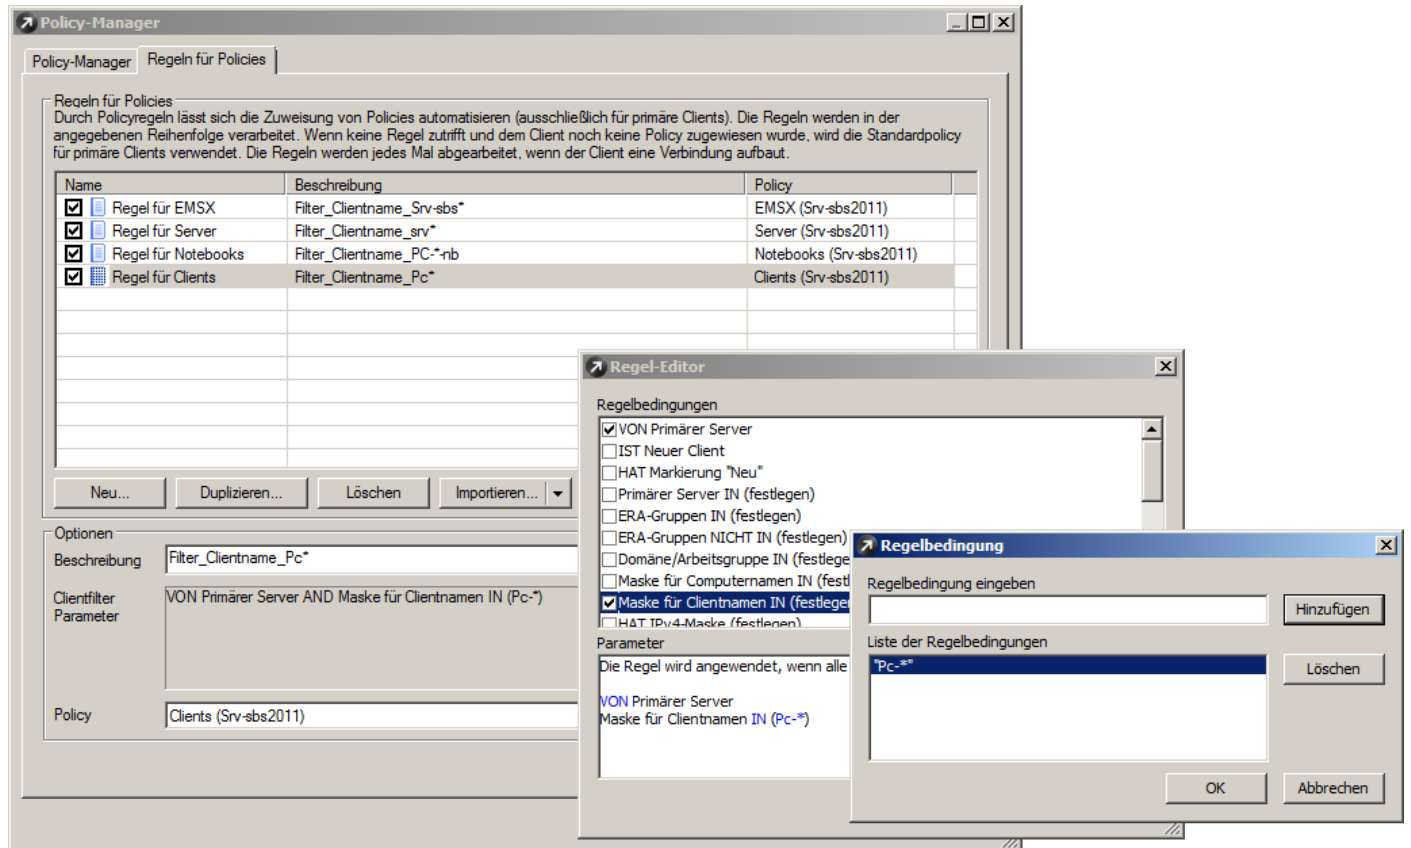 Policy-Manager
Policy-Manager Regeln für Policies
Regeln für Policies
Durch Policyregeln lässt sich die Zuweisung von Policies automatisieren (ausschließlich für primäre Clients). Die Regeln werden in der
angegebenen Reihenfolge verarbeitet. Wenn keine Regel zutrifft und dem Client noch keine Policy zugewiesen wurde, wird die Standardpolicy
für primäre Clients verwendet. Die Regeln werden jedes Mal abgearbeitet, wenn der Client eine Verbindung aufbaut.
Name Beschreibung Policy
Regel für EMSX Filter_Clientname_Srv-sbs* EMSX (Srv-sbs2011)
Regel für Server Filter_Clientname_srv* Server (Srv-sbs2011)
Regel für Notebooks Filter_Clientname_PC-*-nb Notebooks (Srv-sbs2011)
Regel für Clients Filter_Clientname_Pc* Clients (Srv-sbs2011)
Neu... Duplizieren... Löschen Importieren...
Optionen
Beschreibung Filter_Clientname_Pc*
Clientfilter
Parameter
VON Primärer Server AND Maske für Clientnamen IN (Pc-*)
Policy Clients (Srv-sbs2011)
Regel-Editor
Regelbedingungen
VON Primärer Server
IST Neuer Client
HAT Markierung "Neu"
Primärer Server IN (festlegen)
ERA-Gruppen IN (festlegen)
ERA-Gruppen NICHT IN (festlegen)
Domäne/Arbeitsgruppe IN (festlege
Maske für Computernamen IN (festl
Maske für Clientnamen IN (festlege
HAT IPv4-Maske (festlegen)
Parameter
Die Regel wird angewendet, wenn alle
VON Primärer Server
Maske für Clientnamen IN (Pc-*)
Regelbedingung
Regelbedingung eingeben
Hinzufügen
Liste der Regelbedingungen
"Pc-*"
Löschen
OK Abbrechen